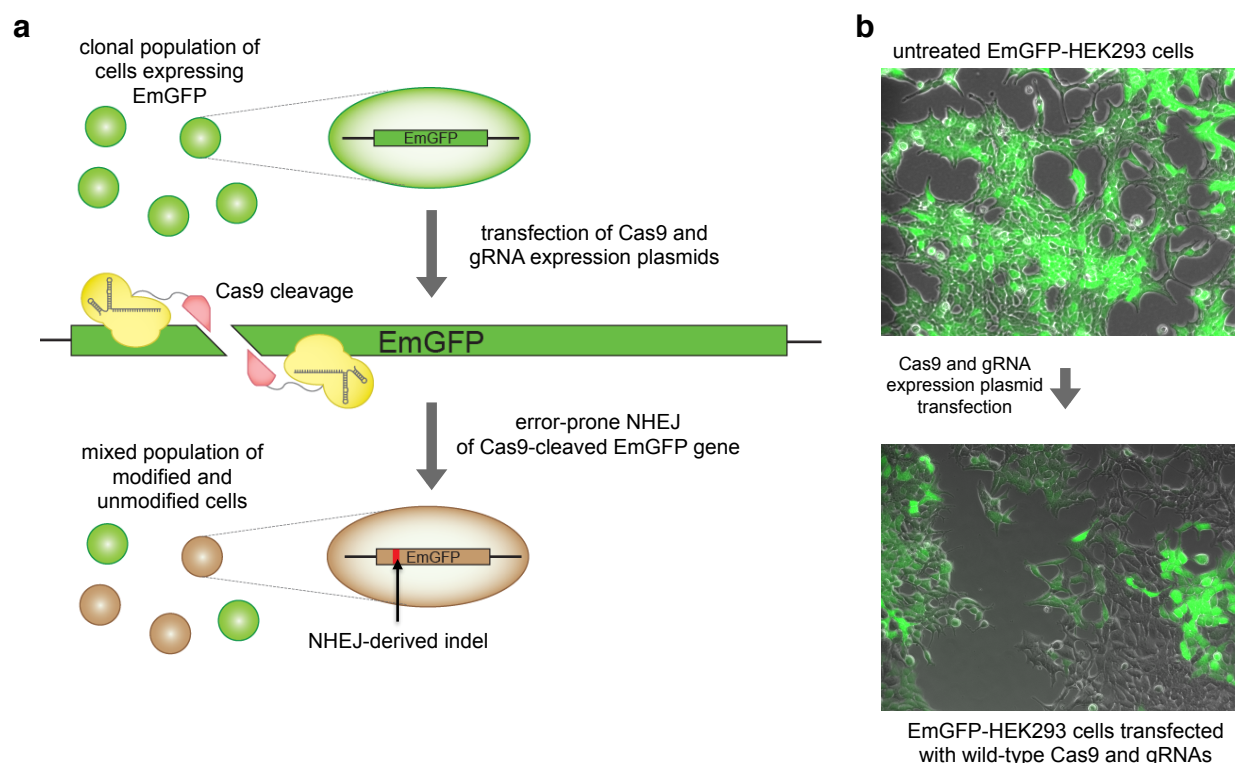 a
clonal population of
cells expressing
EmGFP
EmGFP
transfection of Cas9 and
gRNA expression plasmids
Cas9 cleavage
EmGFP
error-prone NHEJ
of Cas9-cleaved EmGFP gene
mixed population of
modified and
unmodified cells
EmGFP
NHEJ-derived indel
b
untreated EmGFP-HEK293 cells
Cas9 and gRNA
expression plasmid
transfection
EmGFP-HEK293 cells transfected
with wild-type Cas9 and gRNAs